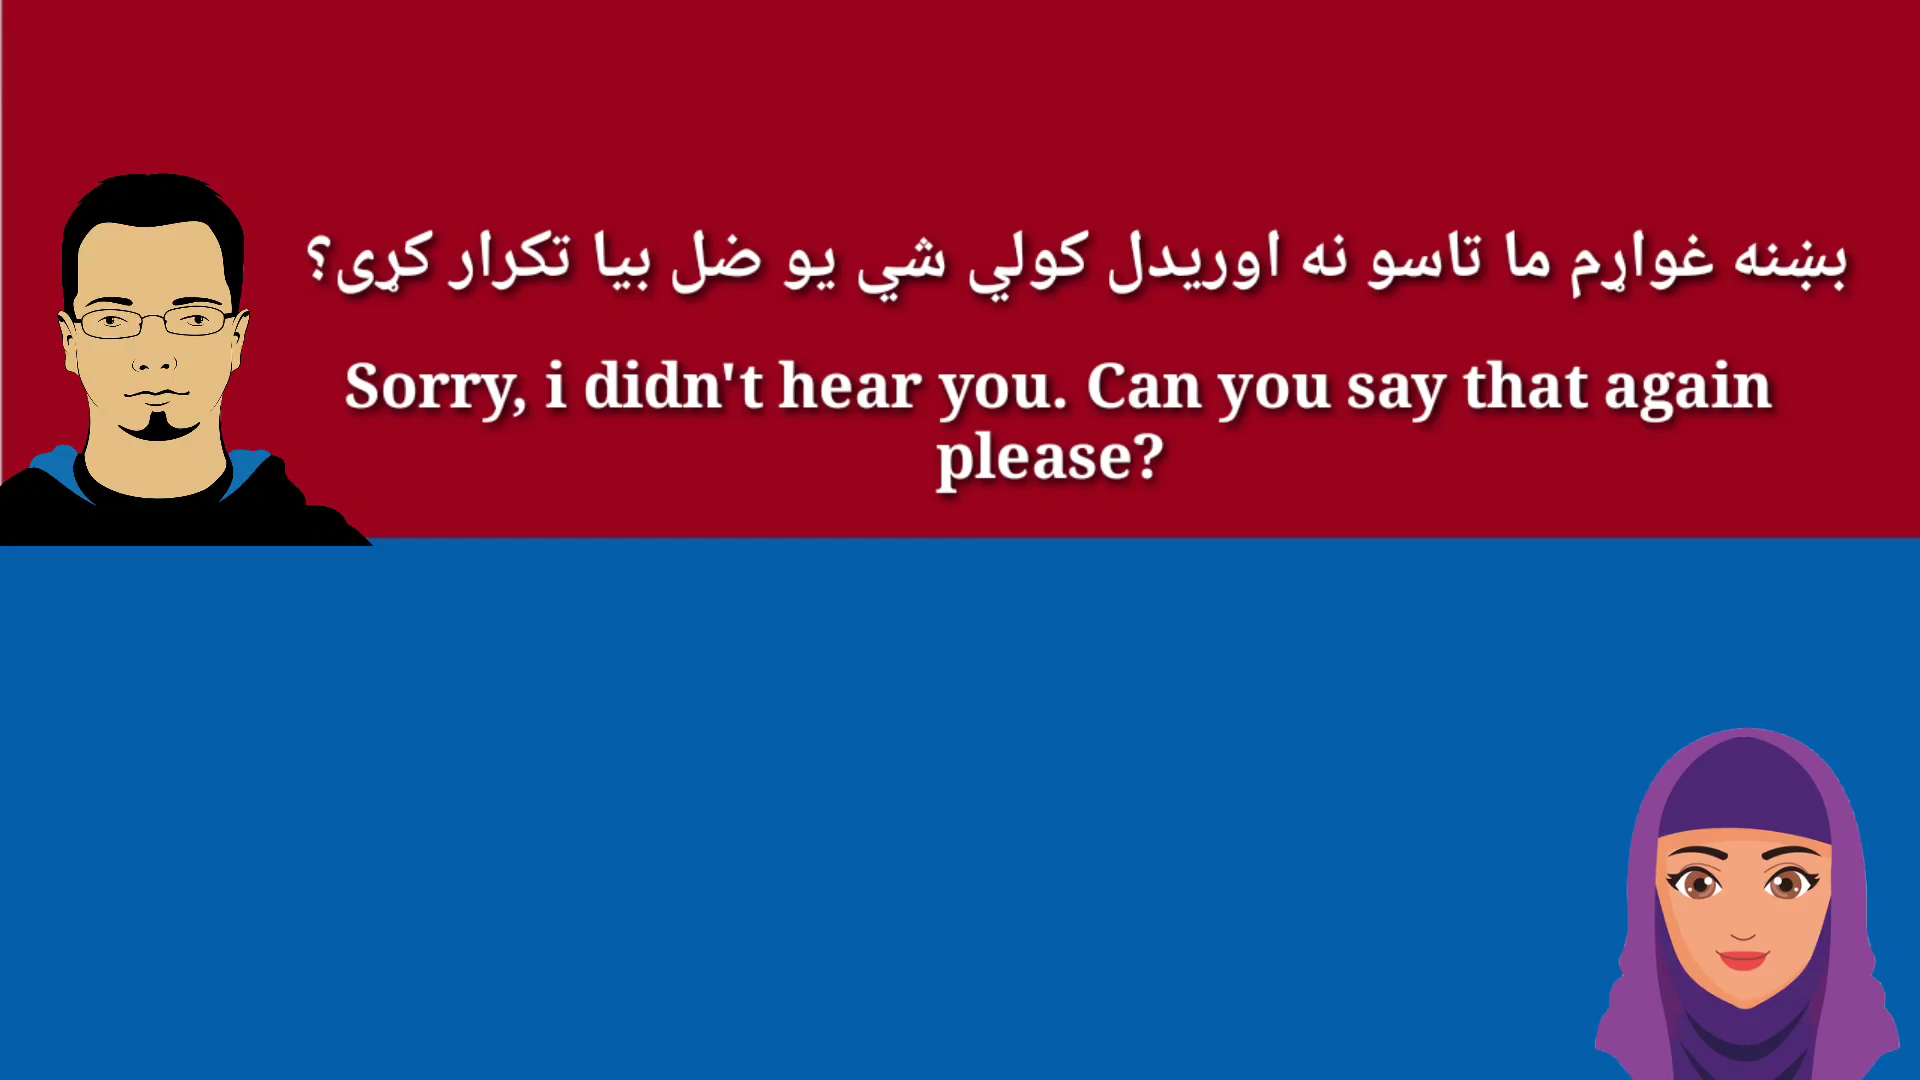 بښنه غواړم ما تاسو نه اوریدل کولي شي یو ضل بیا تکرار کړی؟
Sorry, i didn't hear you. Can you say that again
please?